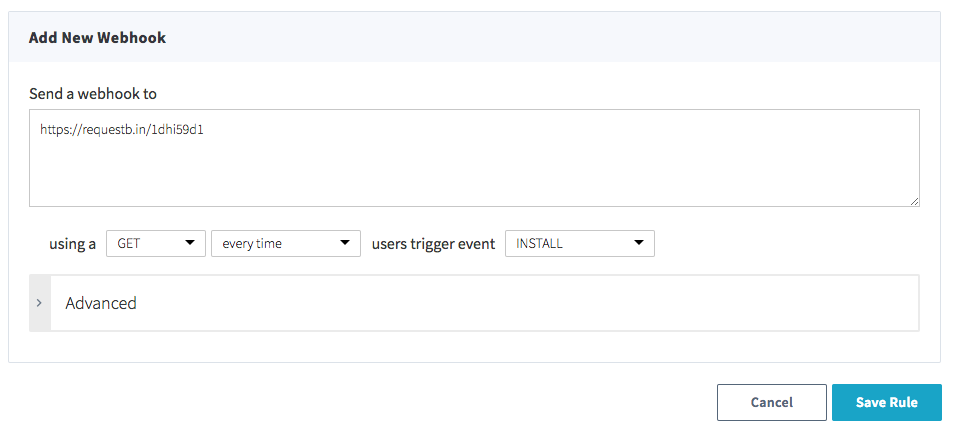 Add New Webhook
Send a webhook to
https://requestb.in/1dhi59d1
using a GET every time users trigger event INSTALL
Advanced
Cancel Save Rule